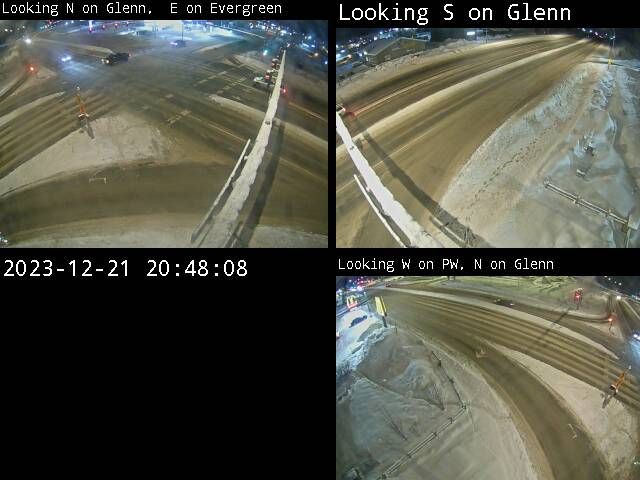 Looking N on Glenn,  E on Evergreen
Looking S on Glenn
2023-12-21 20:48:08
Looking W on PW, N on Glenn